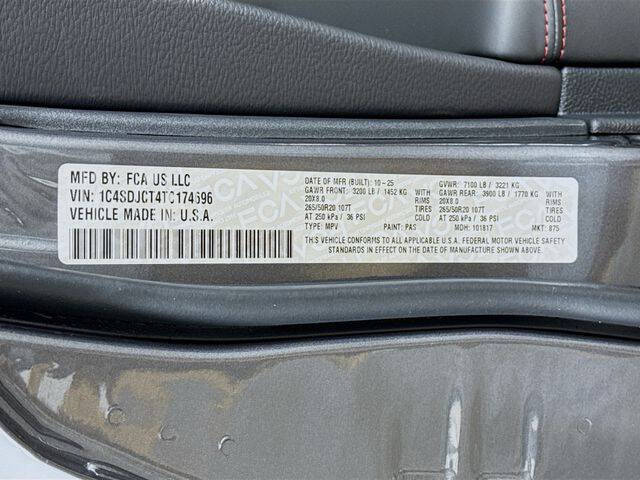 MFD BY: FCA US LLC
VIN: 1C4SDJCT4TC174696
VEHICLE MADE IN U.S.A.
DATE OF MFR (BUILT): 10-25
GVWR: 7100 LB / 3221 KG
GAWR FRONT: 3200 LB / 1452 KG
GAWR REAR: 3900 LB / 1770 KG
20X8.0 RIMS
20X8.0 RIMS
265/50R20 107T TIRES
265/50R20 107T TIRES
AT 250 kPa / 36 PSI COLD
AT 250 kPa / 36 PSI COLD
TYPE: MPV PAINT: PAS MDH: 101817 MKT: 875
THIS VEHICLE CONFORMS TO ALL APPLICABLE U.S.A. FEDERAL MOTOR VEHICLE SAFETY
STANDARDS IN EFFECT ON THE DATE OF MANUFACTURE SHOWN ABOVE.